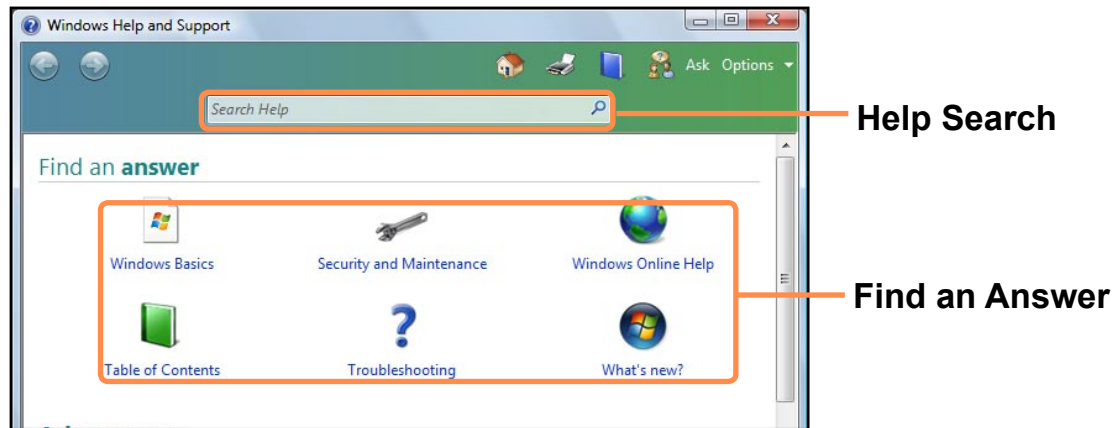 Windows Help and Support
Ask Options
Search Help
Help Search
Find an answer
Windows Basics Security and Maintenance Windows Online Help
Find an Answer
Table of Contents Troubleshooting What's new?